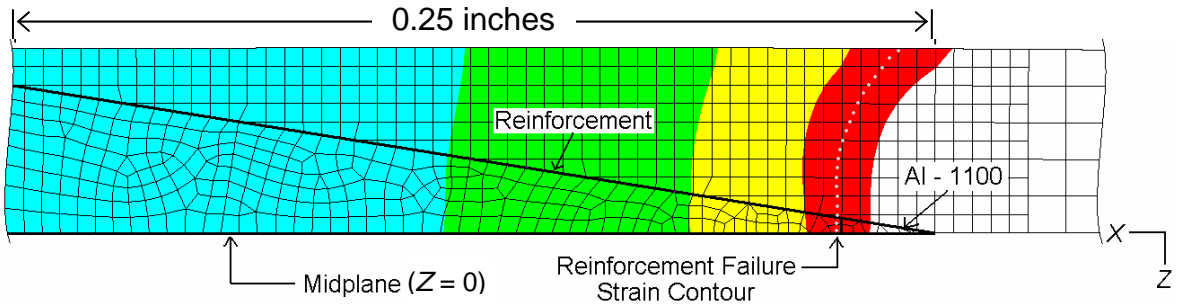 0.25 inches
Reinforcement
Al - 1100
X
Z
Midplane (Z = 0)
Reinforcement Failure
Strain Contour